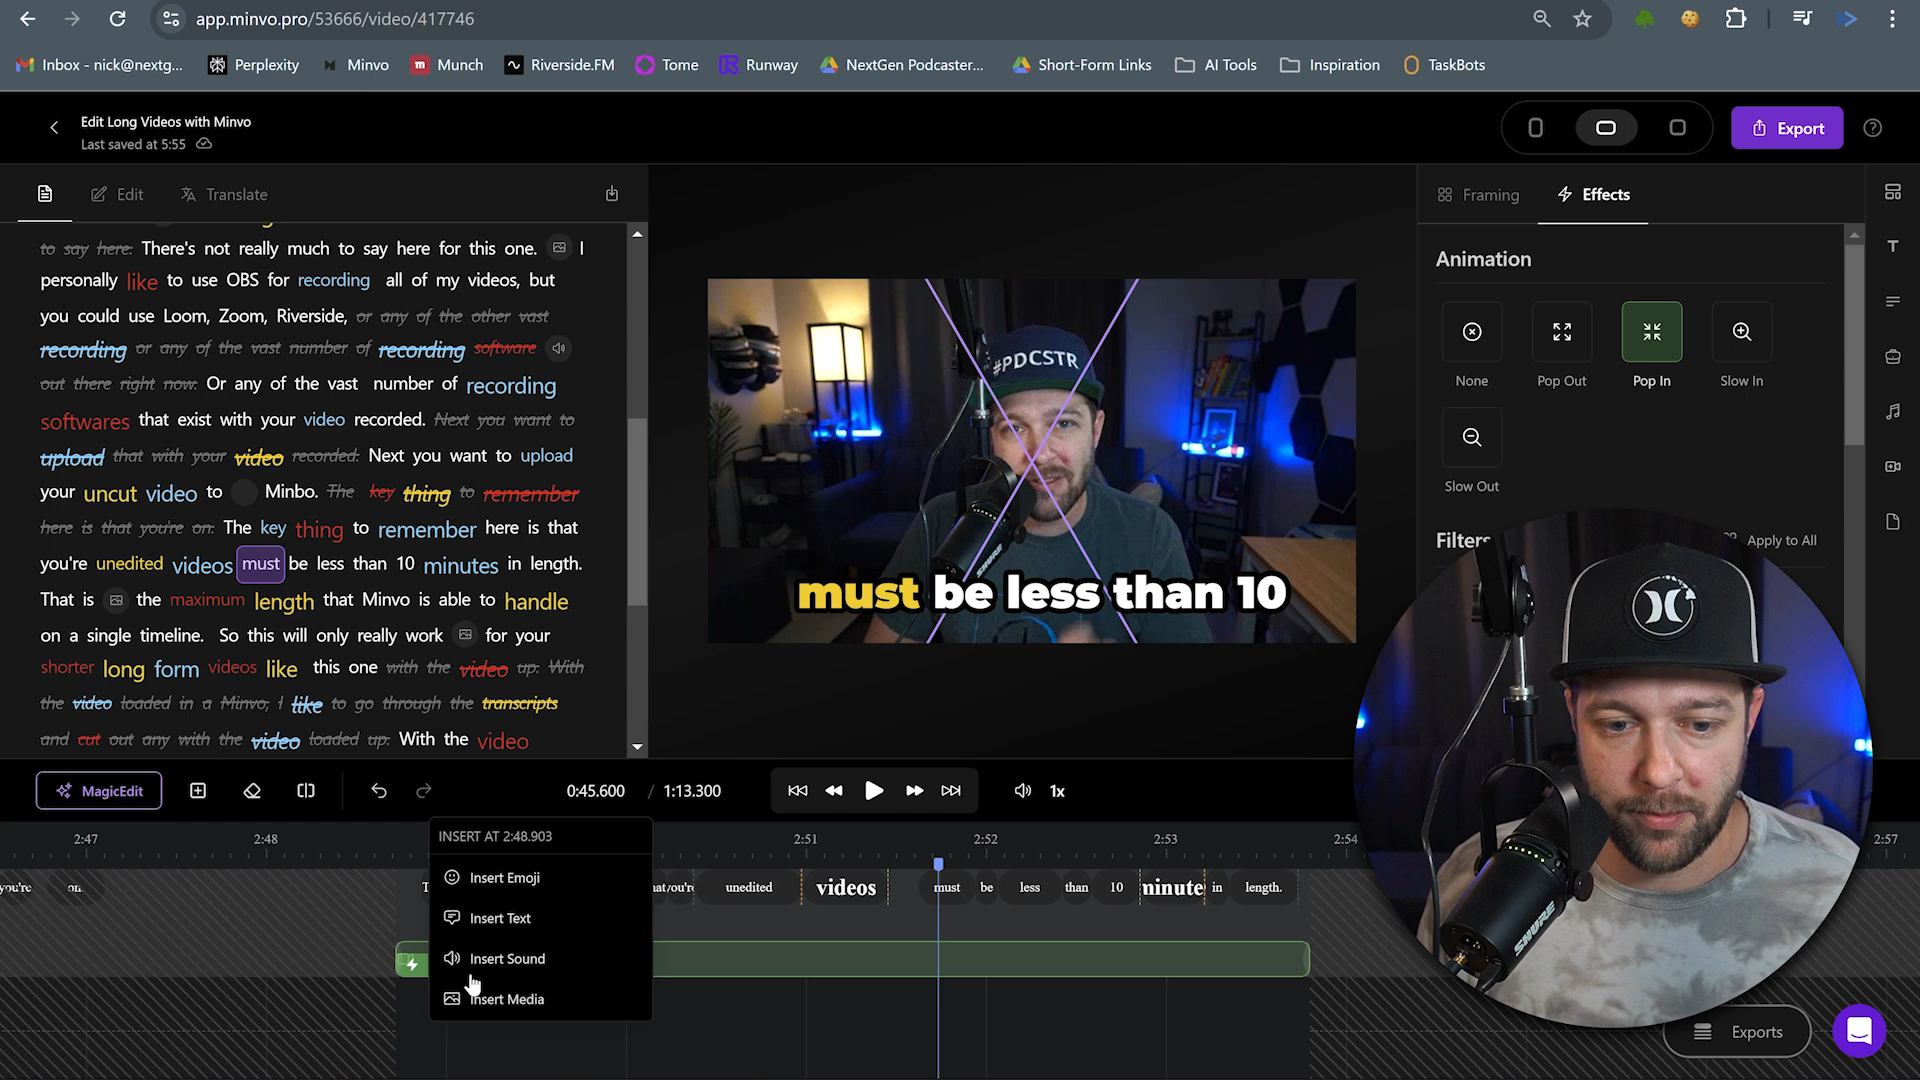 app.minvo.pro/53666/video/417746
Inbox - nick@nextg... Perplexity Minvo Munch Riverside.FM Tome Runway NextGen Podcaster... Short-Form Links AI Tools Inspiration TaskBots
Edit Long Videos with Minvo
Last saved at 5:55
Export
Edit Translate
Framing Effects
to say here. There's not really much to say here for this one. I
personally like to use OBS for recording all of my videos, but
you could use Loom, Zoom, Riverside, or any of the other vast
recording or any of the vast number of recording software
out there right now. Or any of the vast number of recording
softwares that exist with your video recorded. Next you want to
upload that with your video recorded. Next you want to upload
your uncut video to Minbo. The key thing to remember
here is that you're on. The key thing to remember here is that
you're unedited videos must be less than 10 minutes in length.
That is the maximum length that Minvo is able to handle
on a single timeline. So this will only really work for your
shorter long form videos like this one with the video up. With
the video loaded in a Minvo, I like to go through the transcripts
and cut out any with the video loaded up. With the video
#PDCSTR
must be less than 10
Animation
None Pop Out Pop In Slow In
Slow Out
Filters Apply to All
MagicEdit 0:45.600 / 1:13.300 1x
2:47 2:48 2:51 2:52 2:53 2:54 2:57
INSERT AT 2:48.903
Insert Emoji
Insert Text
Insert Sound
Insert Media
you're on. unedited videos must be less than 10 minute in length.
SHURE
Exports